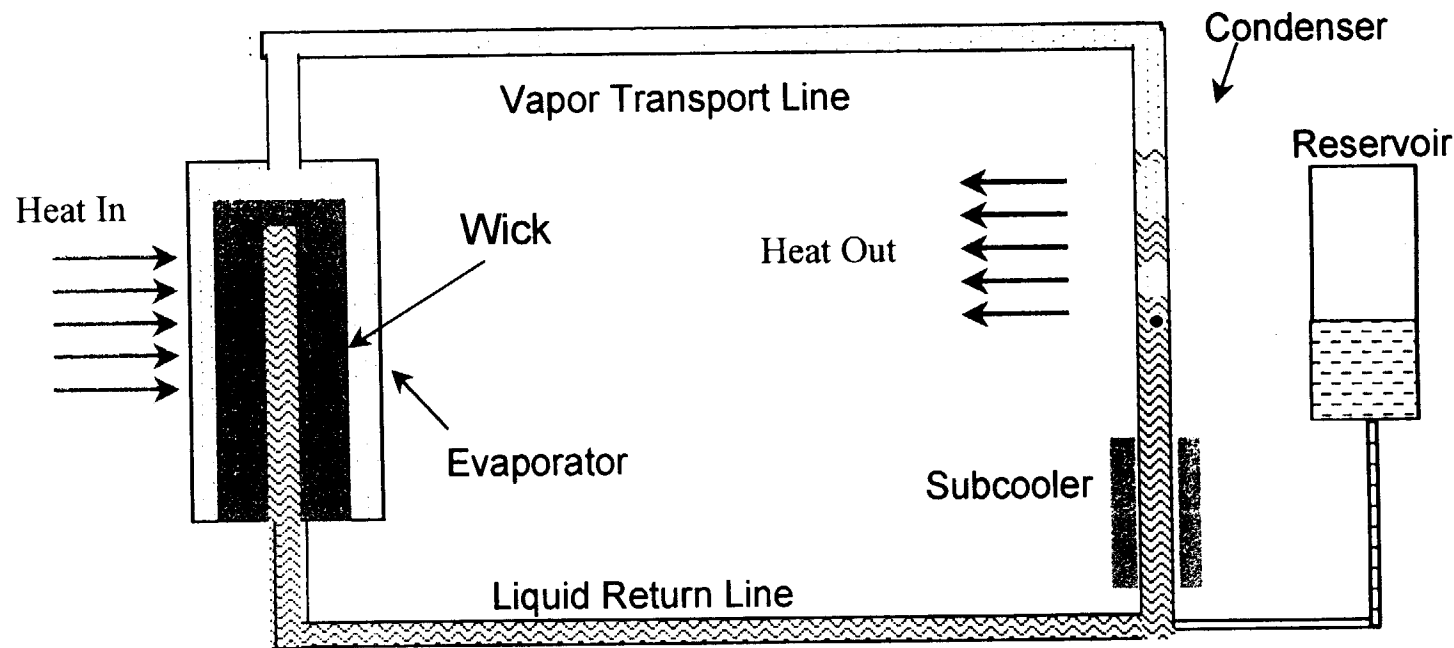 Condenser
Vapor Transport Line
Reservoir
Heat In
Wick
Heat Out
Evaporator
Subcooler
Liquid Return Line